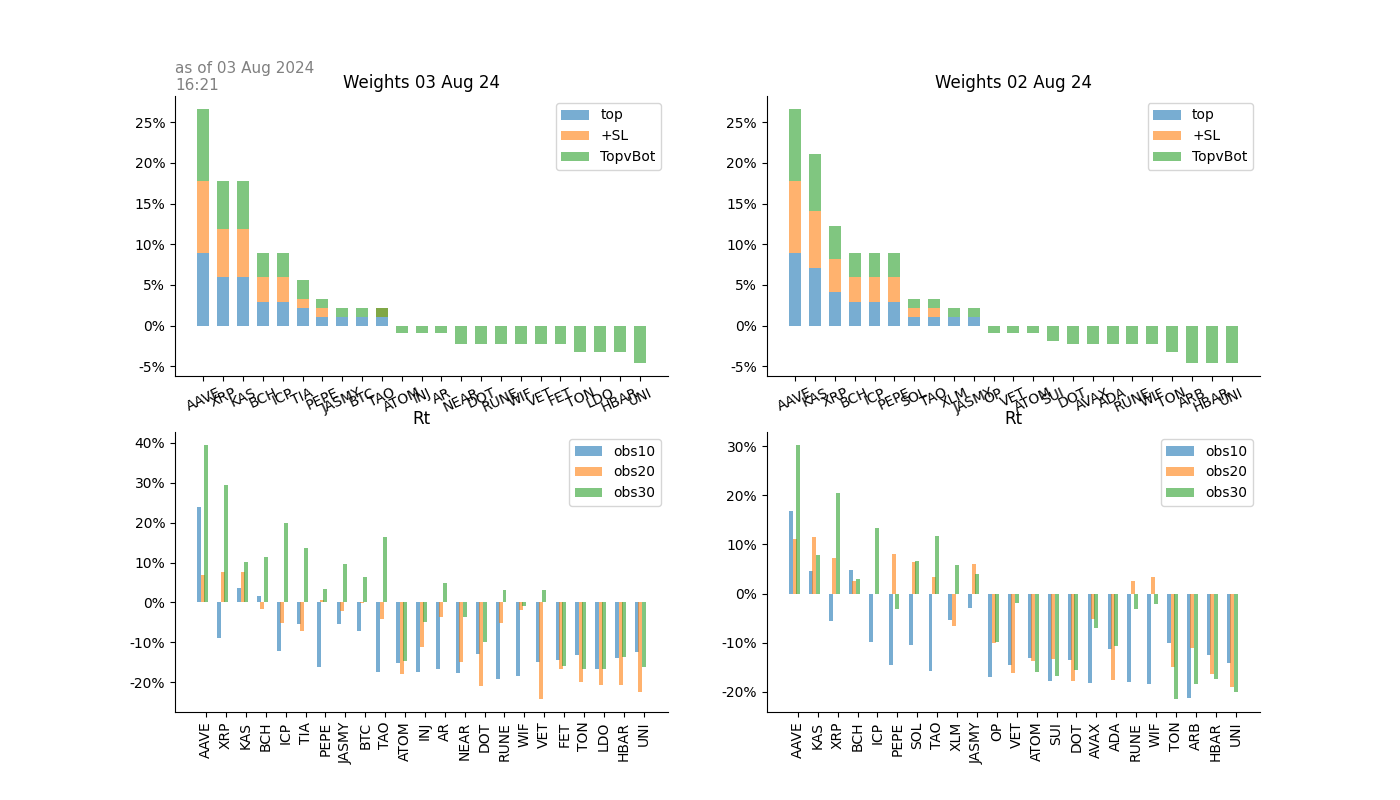 as of 03 Aug 2024
16:21
Weights 03 Aug 24
25%
20%
15%
10%
5%
0%
-5%
top
+SL
TopvBot
AAVE XRP KAS BCH ICP TIA PEPE JASMY BTC TAO ATOM INJ AR NEAR DOT RUNE WIF VET FET TON LDO HBAR UNI
Weights 02 Aug 24
25%
20%
15%
10%
5%
0%
-5%
top
+SL
TopvBot
AAVE KAS XRP BCH ICP PEPE SOL TAO XLM JASMY OP VET ATOM SUI DOT AVAX ADA RUNE WIF TON ARB HBAR UNI
Rt
40%
30%
20%
10%
0%
-10%
-20%
obs10
obs20
obs30
AAVE XRP KAS BCH ICP TIA PEPE JASMY BTC TAO ATOM INJ AR NEAR DOT RUNE WIF VET FET TON LDO HBAR UNI
Rt
30%
20%
10%
0%
-10%
-20%
obs10
obs20
obs30
AAVE KAS XRP BCH ICP PEPE SOL TAO XLM JASMY OP VET ATOM SUI DOT AVAX ADA RUNE WIF TON ARB HBAR UNI